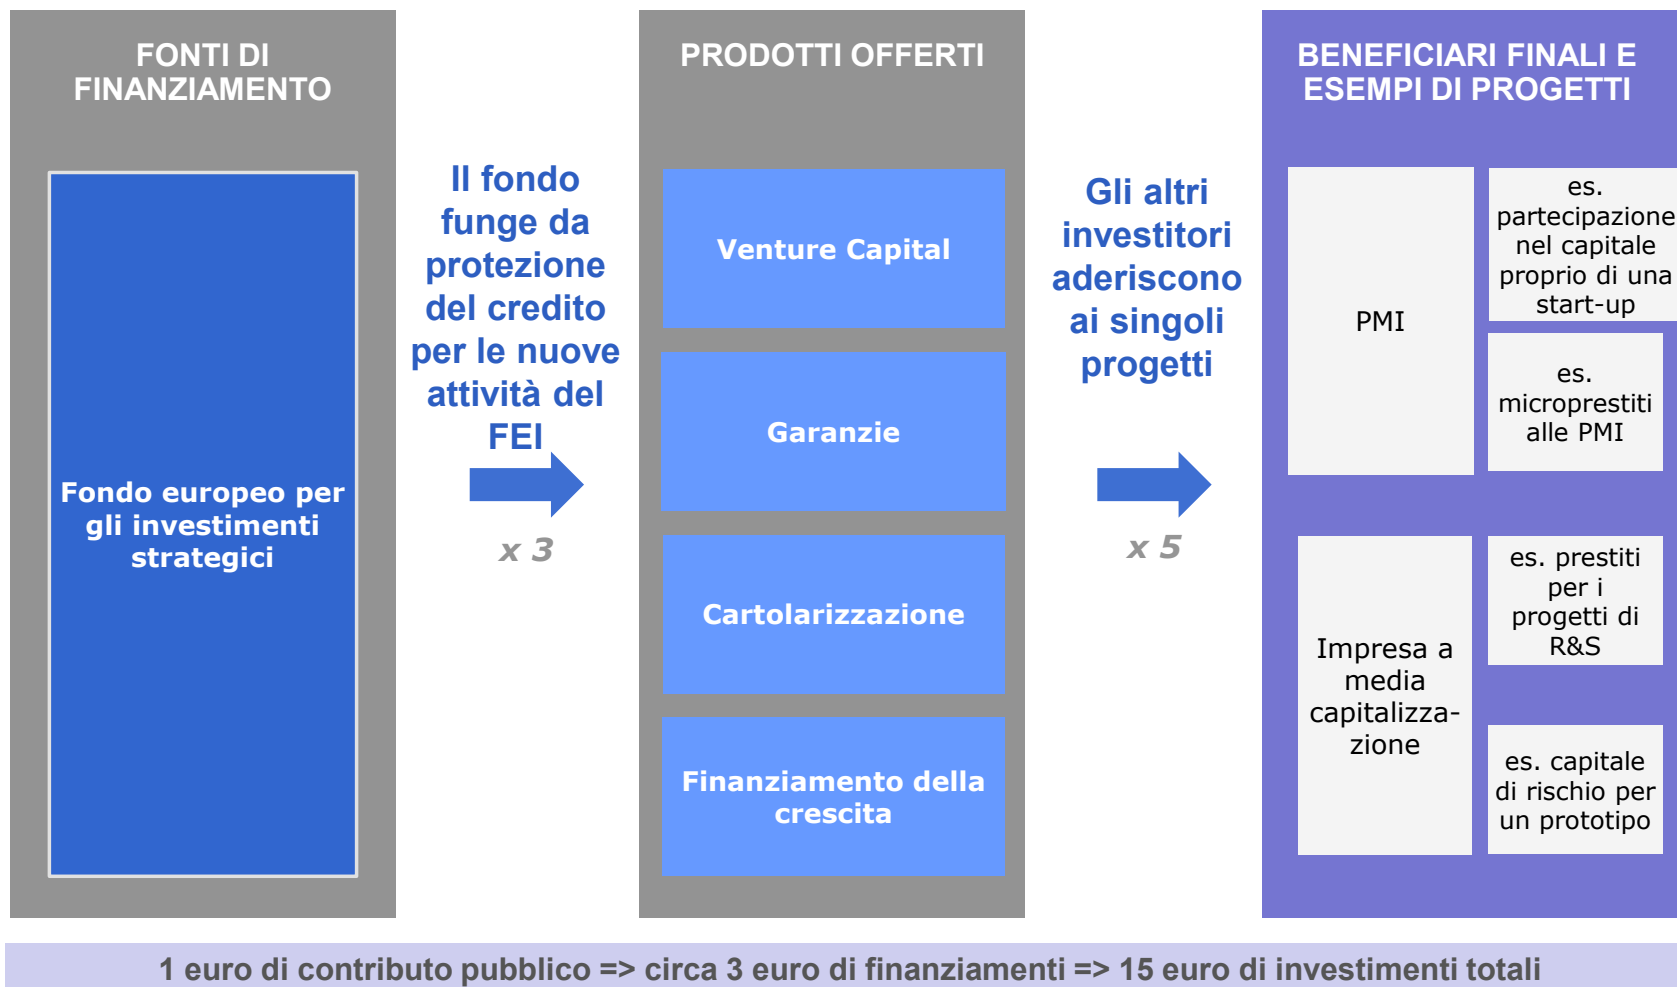 FONTI DI
FINANZIAMENTO
Fondo europeo per
gli investimenti
strategici
Il fondo
funge da
protezione
del credito
per le nuove
attività del
FEI
x 3
PRODOTTI OFFERTI
Venture Capital
Garanzie
Cartolarizzazione
Finanziamento della
crescita
Gli altri
investitori
aderiscono
ai singoli
progetti
x 5
BENEFICIARI FINALI E
ESEMPI DI PROGETTI
PMI
es.
partecipazione
nel capitale
proprio di una
start-up
es.
microprestiti
alle PMI
Impresa a
media
capitalizza-
zione
es. prestiti
per i
progetti di
R&S
es. capitale
di rischio per
un prototipo
1 euro di contributo pubblico => circa 3 euro di finanziamenti => 15 euro di investimenti totali